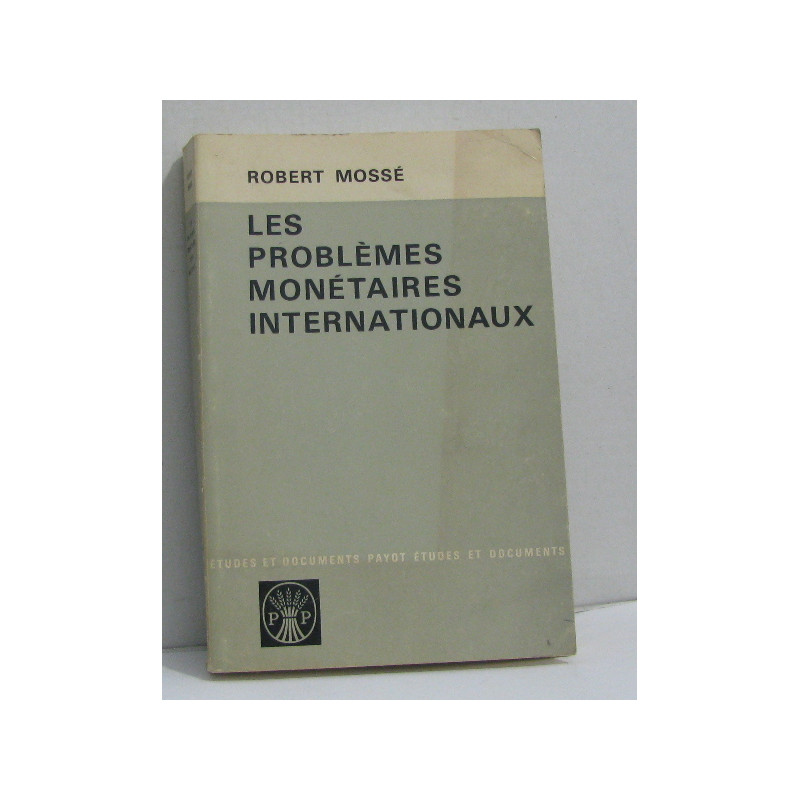 ROBERT MOSSÉ
LES
PROBLÈMES
MONÉTAIRES
INTERNATIONAUX
ÉTUDES ET DOCUMENTS PAYOT ÉTUDES ET DOCUMENTS
P P